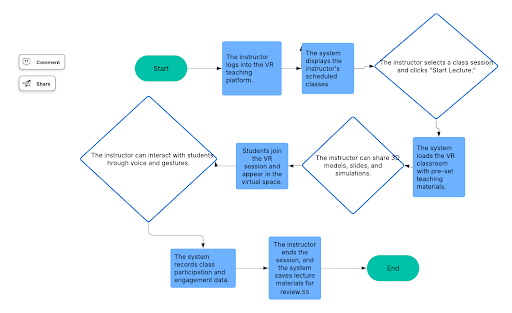 Comment
Share
Start
The instructor
logs into the VR
teaching
platform.
The system
displays the
instructor's
scheduled
classes.
The instructor selects a class session
and clicks "Start Lecture."
The system
loads the VR
classroom
with pre-set
teaching
materials.
The instructor can share 3D
models, slides, and
simulations.
Students join
the VR
session and
appear in the
virtual space.
The instructor can interact with students
hrough voice and gestures.
The system
records class
participation and
engagement data.
The instructor
ends the
session, and
the system
saves lecture
materials for
review.ss
End